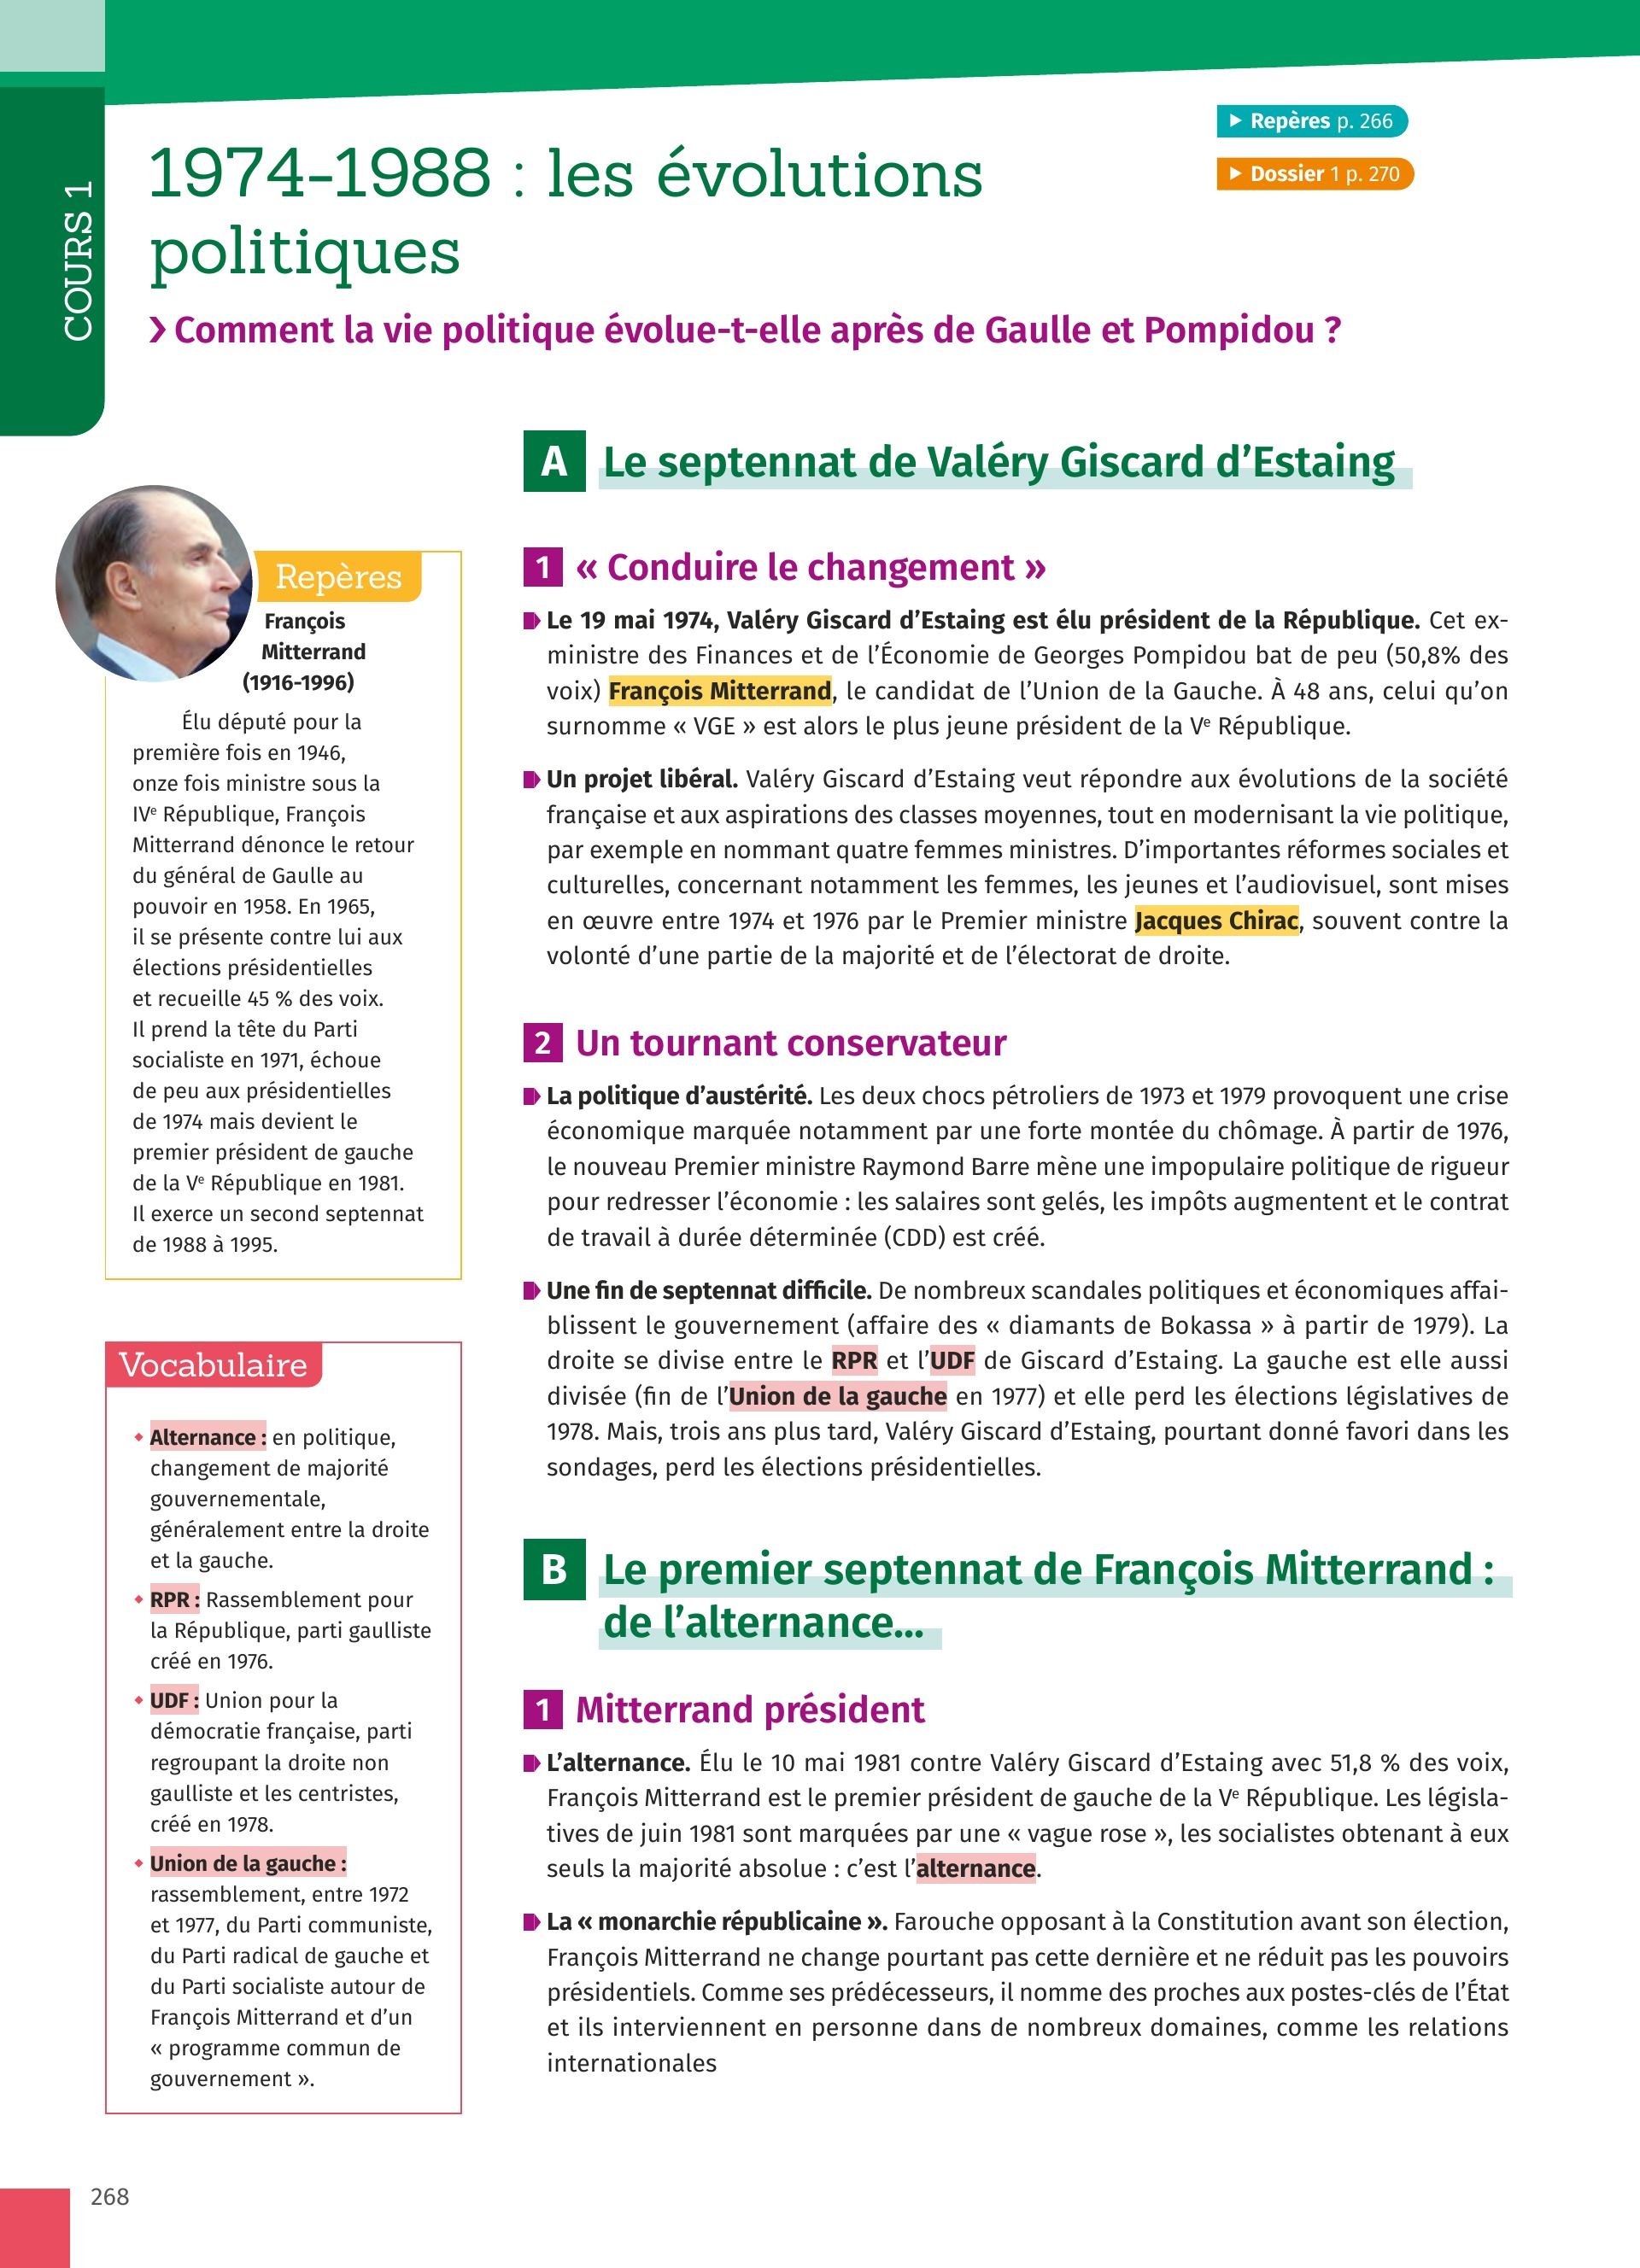 COURS 1
Repères p. 266
Dossier 1 p. 270
1974-1988 : les évolutions
politiques
Comment la vie politique évolue-t-elle après de Gaulle et Pompidou ?
Repères
François
Mitterrand
(1916-1996)
Élu député pour la
première fois en 1946,
onze fois ministre sous la
IVe République, François
Mitterrand dénonce le retour
du général de Gaulle au
pouvoir en 1958. En 1965,
il se présente contre lui aux
élections présidentielles
et recueille 45 % des voix.
Il prend la tête du Parti
socialiste en 1971, échoue
de peu aux présidentielles
de 1974 mais devient le
premier président de gauche
de la Ve République en 1981.
Il exerce un second septennat
de 1988 à 1995.
Vocabulaire
Alternance : en politique,
changement de majorité
gouvernementale,
généralement entre la droite
et la gauche.
RPR : Rassemblement pour
la République, parti gaulliste
créé en 1976.
UDF : Union pour la
démocratie française, parti
regroupant la droite non
gaulliste et les centristes,
créé en 1978.
Union de la gauche :
rassemblement, entre 1972
et 1977, du Parti communiste,
du Parti radical de gauche et
du Parti socialiste autour de
François Mitterrand et d’un
« programme commun de
gouvernement ».
A Le septennat de Valéry Giscard d’Estaing
1 « Conduire le changement »
Le 19 mai 1974, Valéry Giscard d’Estaing est élu président de la République. Cet ex-
ministre des Finances et de l’Économie de Georges Pompidou bat de peu (50,8% des
voix) François Mitterrand, le candidat de l’Union de la Gauche. À 48 ans, celui qu’on
surnomme « VGE » est alors le plus jeune président de la Ve République.
Un projet libéral. Valéry Giscard d’Estaing veut répondre aux évolutions de la société
française et aux aspirations des classes moyennes, tout en modernisant la vie politique,
par exemple en nommant quatre femmes ministres. D’importantes réformes sociales et
culturelles, concernant notamment les femmes, les jeunes et l’audiovisuel, sont mises
en œuvre entre 1974 et 1976 par le Premier ministre Jacques Chirac, souvent contre la
volonté d’une partie de la majorité et de l’électorat de droite.
2 Un tournant conservateur
La politique d’austérité. Les deux chocs pétroliers de 1973 et 1979 provoquent une crise
économique marquée notamment par une forte montée du chômage. À partir de 1976,
le nouveau Premier ministre Raymond Barre mène une impopulaire politique de rigueur
pour redresser l’économie : les salaires sont gelés, les impôts augmentent et le contrat
de travail à durée déterminée (CDD) est créé.
Une fin de septennat difficile. De nombreux scandales politiques et économiques affai-
blissent le gouvernement (affaire des « diamants de Bokassa » à partir de 1979). La
droite se divise entre le RPR et l’UDF de Giscard d’Estaing. La gauche est elle aussi
divisée (fin de l’Union de la gauche en 1977) et elle perd les élections législatives de
1978. Mais, trois ans plus tard, Valéry Giscard d’Estaing, pourtant donné favori dans les
sondages, perd les élections présidentielles.
B Le premier septennat de François Mitterrand :
de l’alternance...
1 Mitterrand président
L’alternance. Élu le 10 mai 1981 contre Valéry Giscard d’Estaing avec 51,8 % des voix,
François Mitterrand est le premier président de gauche de la Ve République. Les législa-
tives de juin 1981 sont marquées par une « vague rose », les socialistes obtenant à eux
seuls la majorité absolue : c’est l’alternance.
La « monarchie républicaine ». Farouche opposant à la Constitution avant son élection,
François Mitterrand ne change pourtant pas cette dernière et ne réduit pas les pouvoirs
présidentiels. Comme ses prédécesseurs, il nomme des proches aux postes-clés de l’État
et ils interviennent en personne dans de nombreux domaines, comme les relations
internationales
268